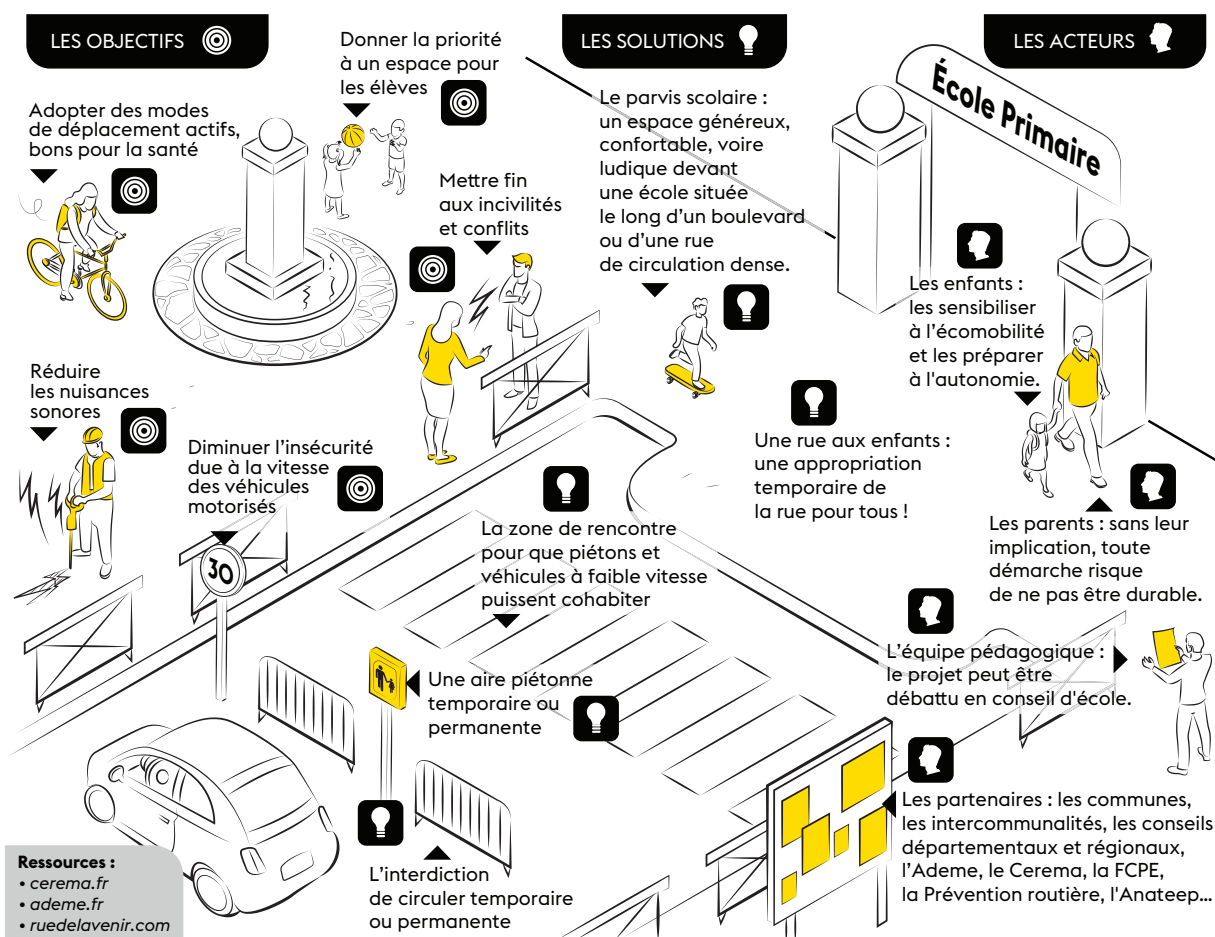 LES OBJECTIFS
Adopter des modes
de déplacement actifs,
bons pour la santé
Donner la priorité
à un espace pour
les élèves
Mettre fin
aux incivilités
et conflits
Réduire
les nuisances
sonores
Diminuer l'insécurité
due à la vitesse
des véhicules
motorisés
30
LES SOLUTIONS
Le parvis scolaire :
un espace généreux,
confortable, voire
ludique devant
une école située
le long d'un boulevard
ou d'une rue
de circulation dense.
Une rue aux enfants :
une appropriation
temporaire de
la rue pour tous !
La zone de rencontre
pour que piétons et
véhicules à faible vitesse
puissent cohabiter
Une aire piétonne
temporaire ou
permanente
L'interdiction
de circuler temporaire
ou permanente
LES ACTEURS
École Primaire
Les enfants :
les sensibiliser
à l'écomobilité
et les préparer
à l'autonomie.
Les parents : sans leur
implication, toute
démarche risque
de ne pas être durable.
L'équipe pédagogique :
le projet peut être
débattu en conseil d'école.
Les partenaires : les communes,
les intercommunalités, les conseils
départementaux et régionaux,
l'Ademe, le Cerema, la FCPE,
la Prévention routière, l'Anateep...
Ressources :
• cerema.fr
• ademe.fr
• ruedelavenir.com